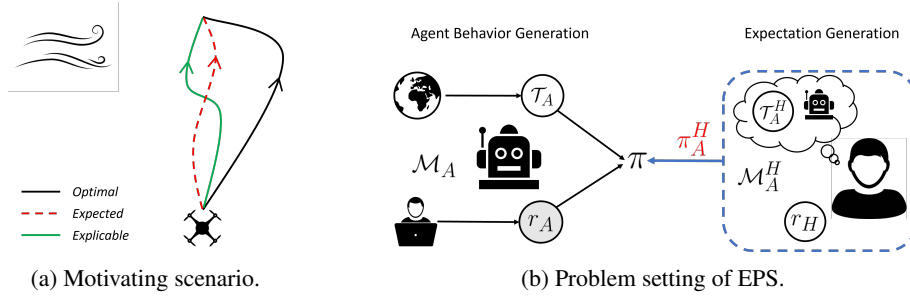 Optimal
Expected
Explicable
(a) Motivating scenario.
Agent Behavior Generation
Expectation Generation
𝒯_A
𝒯_A^H
ℳ_A
π
π_A^H
ℳ_A^H
r_A
r_H
(b) Problem setting of EPS.